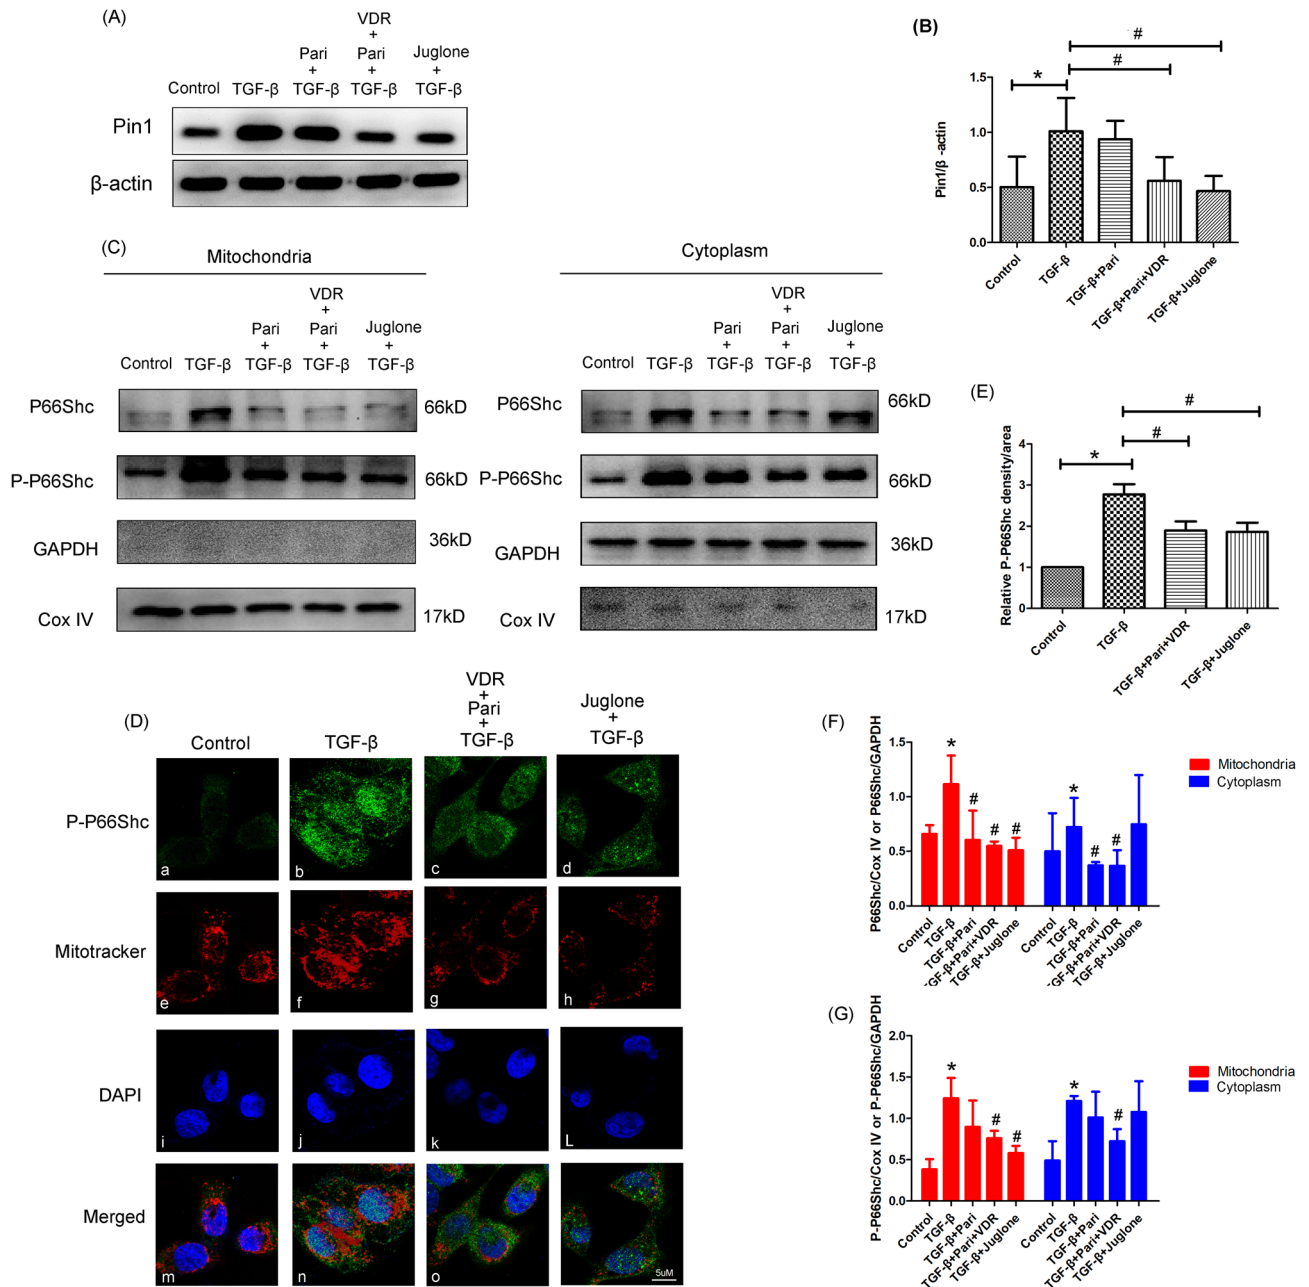 (A)
VDR
+
Pari
+
TGF-β
Pari
+
TGF-β
Juglone
+
TGF-β
Control
TGF-β
Pin1
β-actin
(B)
*
#
#
Pin1/β -actin
1.5
1.0
0.5
0.0
Control
TGF-β
TGF-β+Pari
TGF-β+Pari+VDR
TGF-β+Juglone
(C)
Mitochondria
Control
TGF-β
Pari
+
TGF-β
VDR
+
Pari
+
TGF-β
Juglone
+
TGF-β
P66Shc
66kD
P-P66Shc
66kD
GAPDH
36kD
Cox IV
17kD
Cytoplasm
Control
TGF-β
Pari
+
TGF-β
VDR
+
Pari
+
TGF-β
Juglone
+
TGF-β
P66Shc
66kD
P-P66Shc
66kD
GAPDH
36kD
Cox IV
17kD
(E)
*
#
#
Relative P-P66Shc density/area
4
3
2
1
0
Control
TGF-β
TGF-β+Pari+VDR
TGF-β+Juglone
(D)
Control
TGF-β
VDR
+
Pari
+
TGF-β
Juglone
+
TGF-β
P-P66Shc
a
b
c
d
Mitotracker
e
f
g
h
DAPI
i
j
k
L
Merged
m
n
o
5uM
(F)
P66Shc/Cox IV or P66Shc/GAPDH
1.5
1.0
0.5
0.0
*
#
#
#
*
#
#
Mitochondria
Cytoplasm
Control
TGF-β
TGF-β+Pari
TGF-β+Pari+VDR
TGF-β+Juglone
Control
TGF-β
TGF-β+Pari
TGF-β+Pari+VDR
TGF-β+Juglone
(G)
P-P66Shc/Cox IV or P-P66Shc/GAPDH
2.0
1.5
1.0
0.5
0.0
*
#
#
*
#
Mitochondria
Cytoplasm
Control
TGF-β
TGF-β+Pari
TGF-β+Pari+VDR
TGF-β+Juglone
Control
TGF-β
TGF-β+Pari
TGF-β+Pari+VDR
TGF-β+Juglone